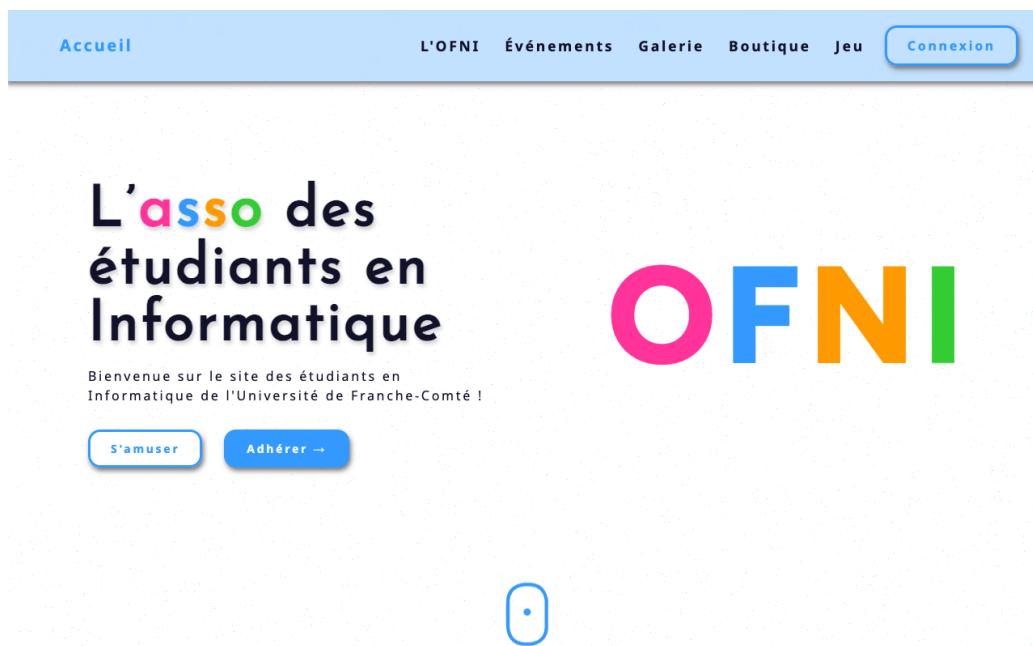 Accueil
L'OFNI Événements Galerie Boutique Jeu Connexion
L'asso des
étudiants en
Informatique
OFNI
Bienvenue sur le site des étudiants en
Informatique de l'Université de Franche-Comté !
S'amuser
Adhérer →